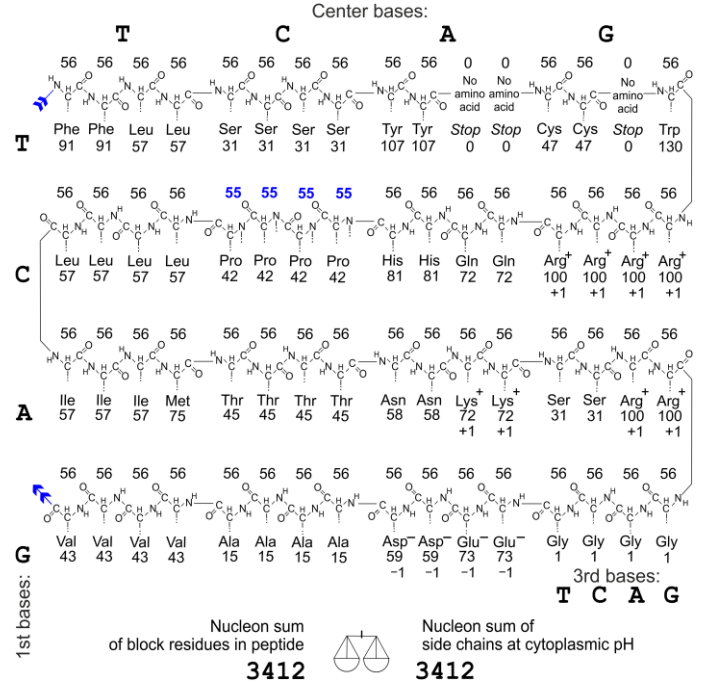 Center bases:
T C A G
56 56 56 56 56 56 56 56 56 56 0 0 56 56 0 56
No amino acid No amino acid No amino acid
Phe Phe Leu Leu Ser Ser Ser Ser Tyr Tyr Stop Stop Cys Cys Stop Trp
T 91 91 57 57 31 31 31 31 107 107 0 0 47 47 0 130
56 56 56 56 55 55 55 55 56 56 56 56 56 56 56 56
Leu Leu Leu Leu Pro Pro Pro Pro His His Gln Gln Arg+ Arg+ Arg+ Arg+
C 57 57 57 57 42 42 42 42 81 81 72 72 100 100 100 100
+1 +1 +1 +1
56 56 56 56 56 56 56 56 56 56 56 56 56 56 56 56
Ile Ile Ile Met Thr Thr Thr Thr Asn Asn Lys+ Lys+ Ser Ser Arg+ Arg+
A 57 57 57 75 45 45 45 45 58 58 72 72 31 31 100 100
+1 +1 +1 +1
56 56 56 56 56 56 56 56 56 56 56 56 56 56 56 56
Val Val Val Val Ala Ala Ala Ala Asp− Asp− Glu− Glu− Gly Gly Gly Gly
G 43 43 43 43 15 15 15 15 59 59 73 73 1 1 1 1
−1 −1 −1 −1
3rd bases:
T C A G
1st bases:
Nucleon sum
of block residues in peptide
3412
Nucleon sum of
side chains at cytoplasmic pH
3412